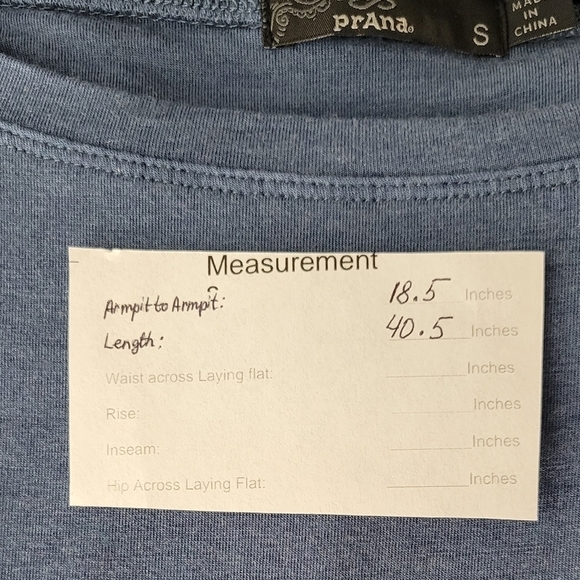 prAna
S
MADE
IN
CHINA
Measurement
Armpit to Armpit: 18.5 Inches
Length: 40.5 Inches
Waist across Laying flat: Inches
Rise: Inches
Inseam: Inches
Hip Across Laying Flat: Inches